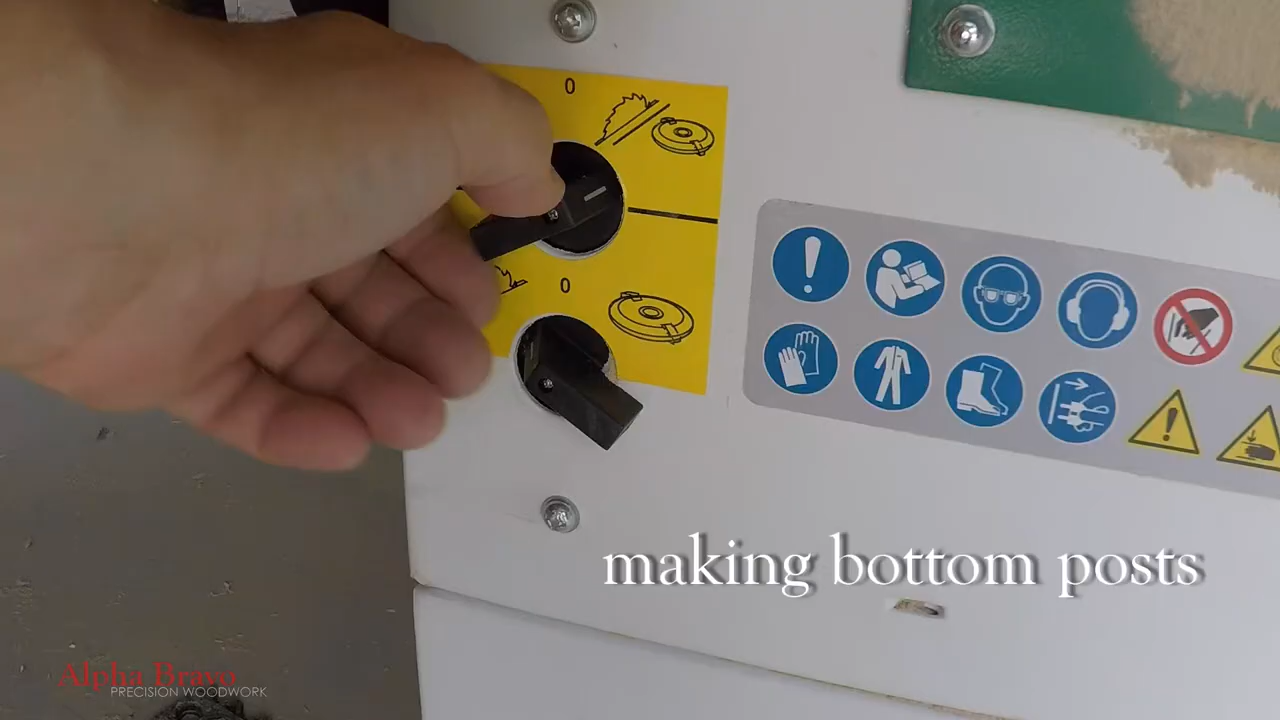 0
0
making bottom posts
Alpha Bravo
PRECISION WOODWORK